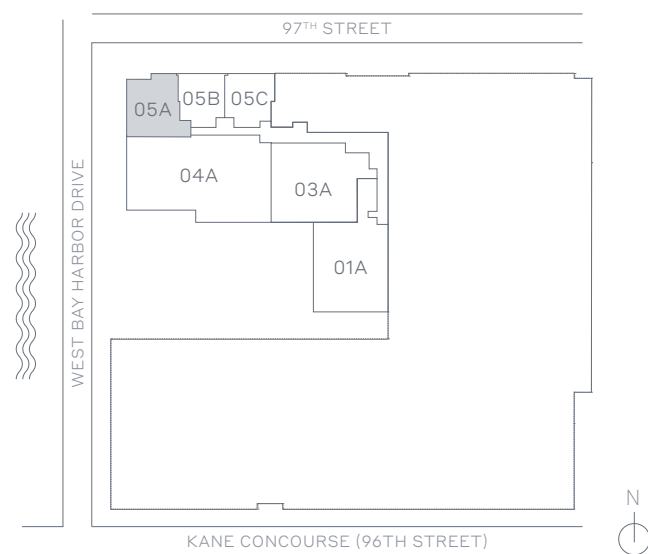 97TH STREET
05A
05B
05C
04A
03A
01A
WEST BAY HARBOR DRIVE
N
KANE CONCOURSE (96TH STREET)